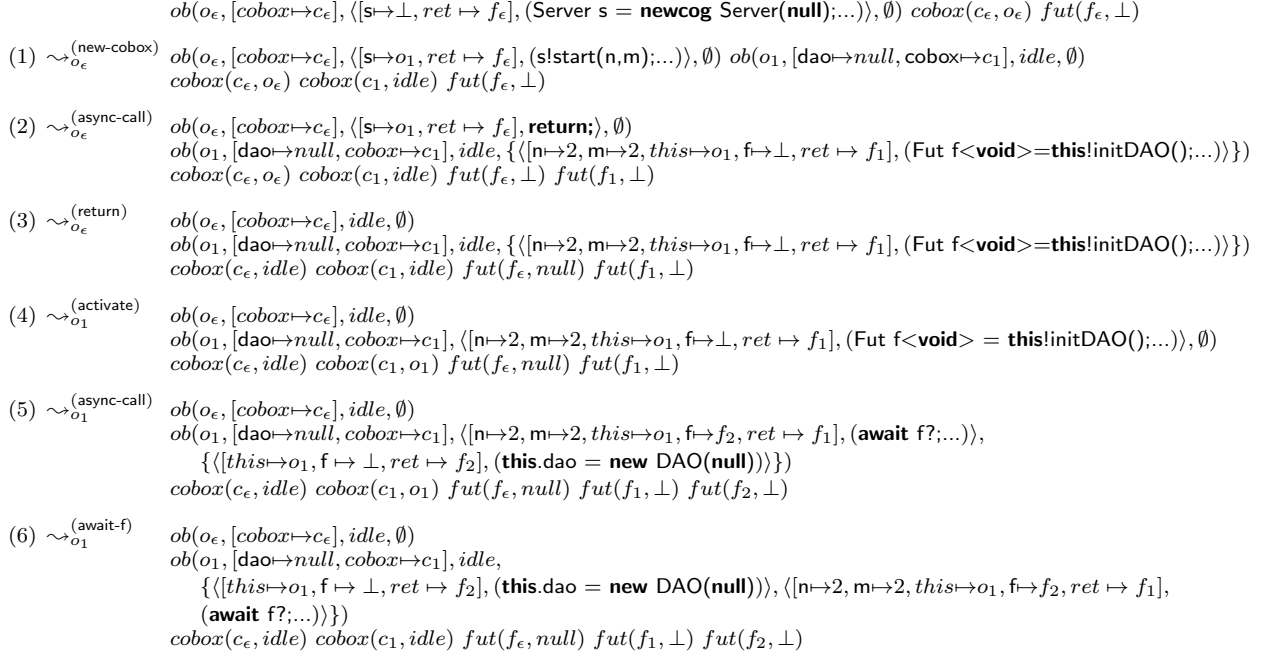 ob(o_ϵ, [cobox↦c_ϵ], ⟨[s↦⊥, ret ↦ f_ϵ], (Server s = newcog Server(null);...)⟩, ∅) cobox(c_ϵ, o_ϵ) fut(f_ϵ, ⊥)
(1) ⇝_{o_ϵ}^{(new-cobox)} ob(o_ϵ, [cobox↦c_ϵ], ⟨[s↦o_1, ret ↦ f_ϵ], (s!start(n,m);...)⟩, ∅) ob(o_1, [dao↦null, cobox↦c_1], idle, ∅)
cobox(c_ϵ, o_ϵ) cobox(c_1, idle) fut(f_ϵ, ⊥)
(2) ⇝_{o_ϵ}^{(async-call)} ob(o_ϵ, [cobox↦c_ϵ], ⟨[s↦o_1, ret ↦ f_ϵ], return;⟩, ∅)
ob(o_1, [dao↦null, cobox↦c_1], idle, {⟨[n↦2, m↦2, this↦o_1, f↦⊥, ret ↦ f_1], (Fut f<void>=this!initDAO();...)⟩})
cobox(c_ϵ, o_ϵ) cobox(c_1, idle) fut(f_ϵ, ⊥) fut(f_1, ⊥)
(3) ⇝_{o_ϵ}^{(return)} ob(o_ϵ, [cobox↦c_ϵ], idle, ∅)
ob(o_1, [dao↦null, cobox↦c_1], idle, {⟨[n↦2, m↦2, this↦o_1, f↦⊥, ret ↦ f_1], (Fut f<void>=this!initDAO();...)⟩})
cobox(c_ϵ, idle) cobox(c_1, idle) fut(f_ϵ, null) fut(f_1, ⊥)
(4) ⇝_{o_1}^{(activate)} ob(o_ϵ, [cobox↦c_ϵ], idle, ∅)
ob(o_1, [dao↦null, cobox↦c_1], ⟨[n↦2, m↦2, this↦o_1, f↦⊥, ret ↦ f_1], (Fut f<void> = this!initDAO();...)⟩, ∅)
cobox(c_ϵ, idle) cobox(c_1, o_1) fut(f_ϵ, null) fut(f_1, ⊥)
(5) ⇝_{o_1}^{(async-call)} ob(o_ϵ, [cobox↦c_ϵ], idle, ∅)
ob(o_1, [dao↦null, cobox↦c_1], ⟨[n↦2, m↦2, this↦o_1, f↦f_2, ret ↦ f_1], (await f?;...)⟩,
{⟨[this↦o_1, f ↦ ⊥, ret ↦ f_2], (this.dao = new DAO(null))⟩})
cobox(c_ϵ, idle) cobox(c_1, o_1) fut(f_ϵ, null) fut(f_1, ⊥) fut(f_2, ⊥)
(6) ⇝_{o_1}^{(await-f)} ob(o_ϵ, [cobox↦c_ϵ], idle, ∅)
ob(o_1, [dao↦null, cobox↦c_1], idle,
{⟨[this↦o_1, f ↦ ⊥, ret ↦ f_2], (this.dao = new DAO(null))⟩, ⟨[n↦2, m↦2, this↦o_1, f↦f_2, ret ↦ f_1],
(await f?;...)⟩})
cobox(c_ϵ, idle) cobox(c_1, idle) fut(f_ϵ, null) fut(f_1, ⊥) fut(f_2, ⊥)